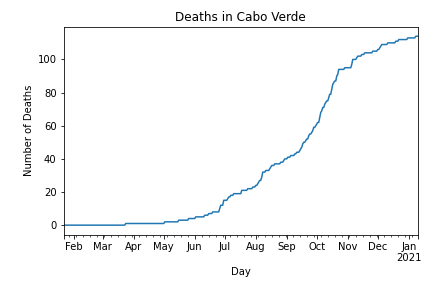 Deaths in Cabo Verde
Number of Deaths
100
80
60
40
20
0
Feb Mar Apr May Jun Jul Aug Sep Oct Nov Dec Jan
2021
Day